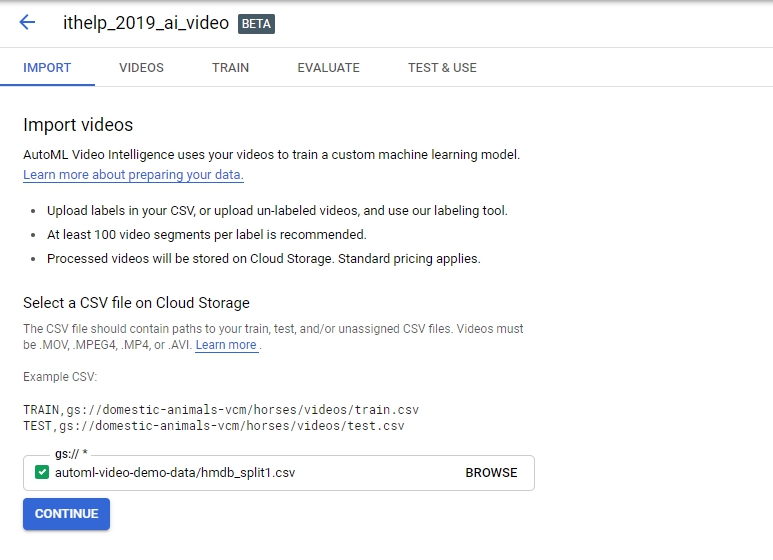 ithelp_2019_ai_video BETA
IMPORT VIDEOS TRAIN EVALUATE TEST & USE
Import videos
AutoML Video Intelligence uses your videos to train a custom machine learning model.
Learn more about preparing your data.
• Upload labels in your CSV, or upload un-labeled videos, and use our labeling tool.
• At least 100 video segments per label is recommended.
• Processed videos will be stored on Cloud Storage. Standard pricing applies.
Select a CSV file on Cloud Storage
The CSV file should contain paths to your train, test, and/or unassigned CSV files. Videos must
be .MOV, .MPEG4, .MP4, or .AVI. Learn more .
Example CSV:
TRAIN,gs://domestic-animals-vcm/horses/videos/train.csv
TEST,gs://domestic-animals-vcm/horses/videos/test.csv
gs:// *
automl-video-demo-data/hmdb_split1.csv BROWSE
CONTINUE